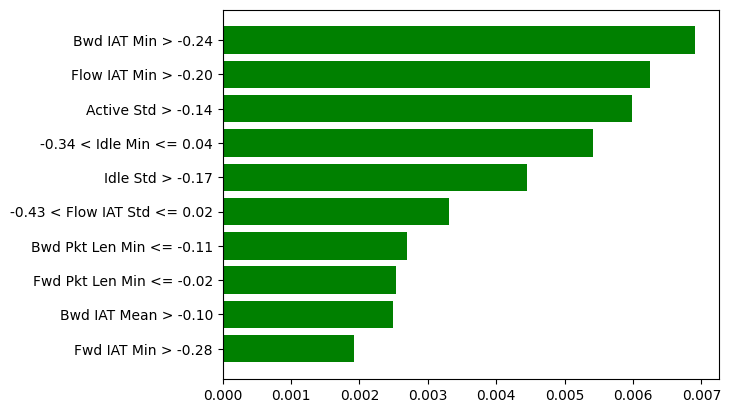 Bwd IAT Min > -0.24
Flow IAT Min > -0.20
Active Std > -0.14
-0.34 < Idle Min <= 0.04
Idle Std > -0.17
-0.43 < Flow IAT Std <= 0.02
Bwd Pkt Len Min <= -0.11
Fwd Pkt Len Min <= -0.02
Bwd IAT Mean > -0.10
Fwd IAT Min > -0.28
0.000 0.001 0.002 0.003 0.004 0.005 0.006 0.007